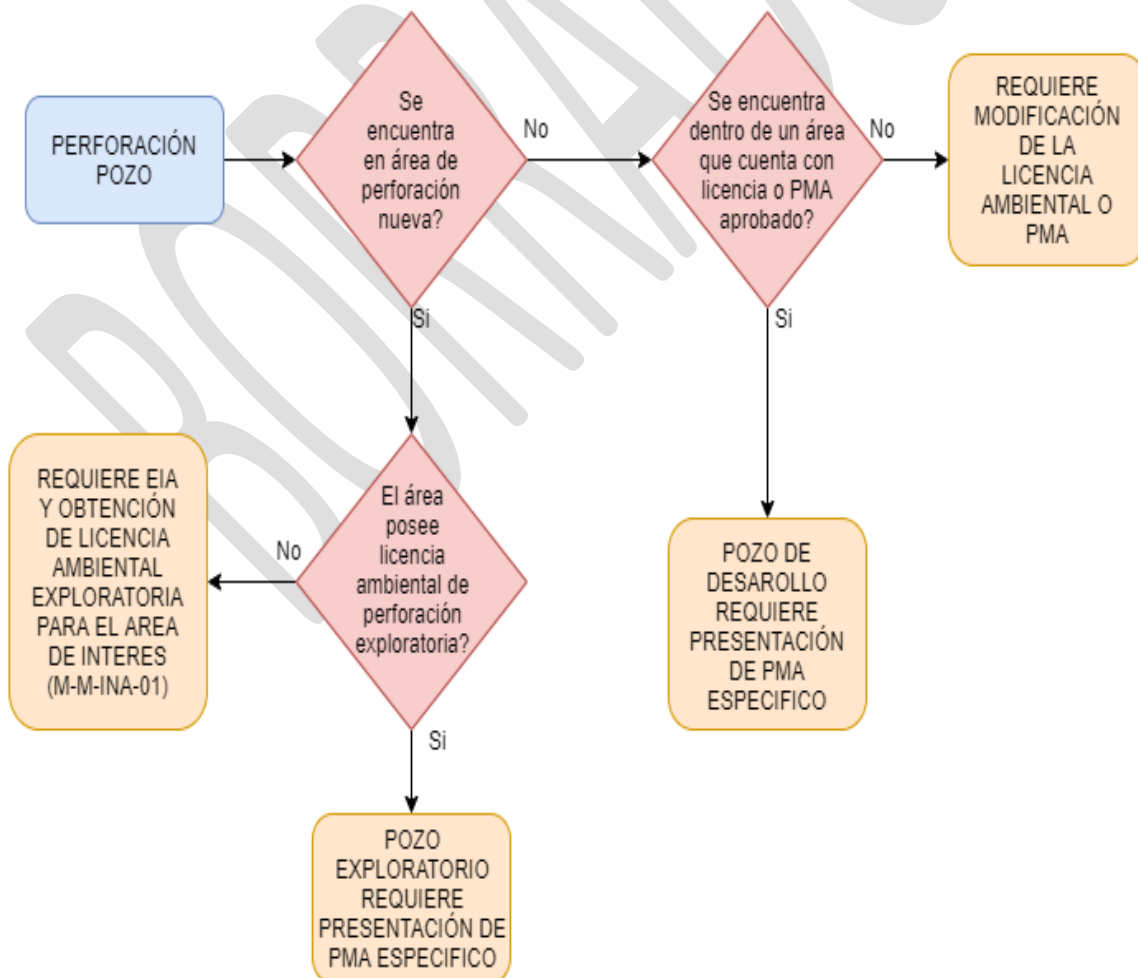 PERFORACIÓN
POZO
Se
encuentra
en área de
perforación
nueva?
No
Se encuentra
dentro de un área
que cuenta con
licencia o PMA
aprobado?
No
REQUIERE
MODIFICACIÓN
DE LA
LICENCIA
AMBIENTAL O
PMA
Si
Si
REQUIERE EIA
Y OBTENCIÓN
DE LICENCIA
AMBIENTAL
EXPLORATORIA
PARA EL AREA
DE INTERES
(M-M-INA-01)
No
El área
posee
licencia
ambiental de
perforación
exploratoria?
POZO DE
DESAROLLO
REQUIERE
PRESENTACIÓN
DE PMA
ESPECIFICO
Si
POZO
EXPLORATORIO
REQUIERE
PRESENTACIÓN DE
PMA ESPECIFICO